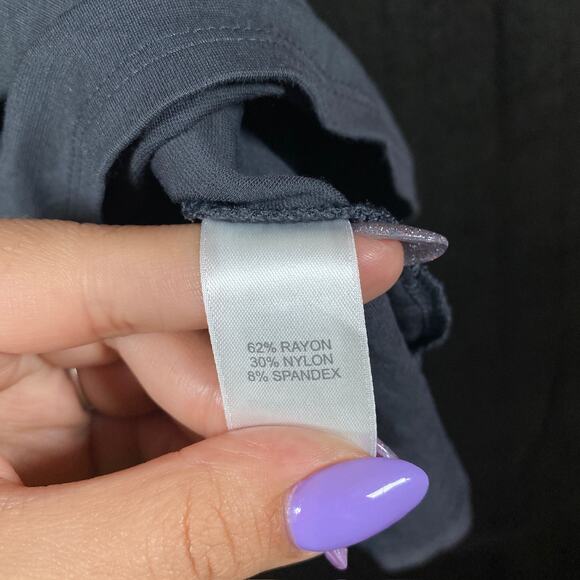 62% RAYON
30% NYLON
8% SPANDEX